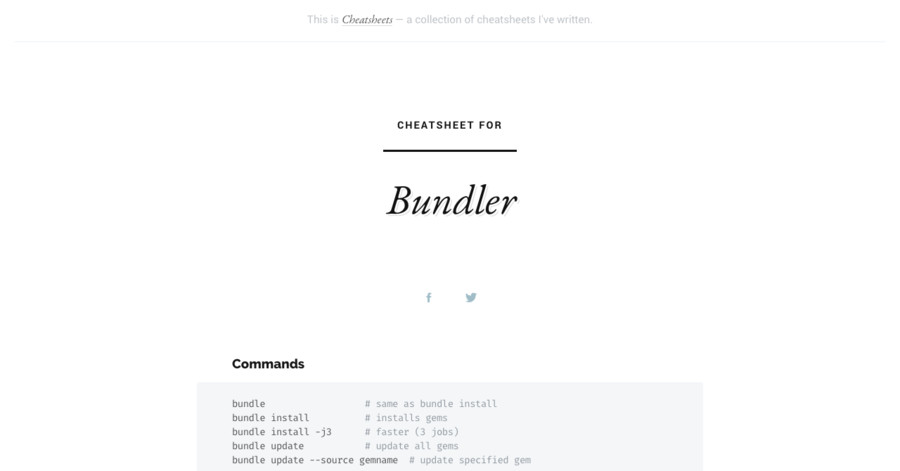 This is Cheatsheets — a collection of cheatsheets I've written.
CHEATSHEET FOR
Bundler
Commands
bundle                  # same as bundle install
bundle install          # installs gems
bundle install -j3      # faster (3 jobs)
bundle update           # update all gems
bundle update --source gemname  # update specified gem